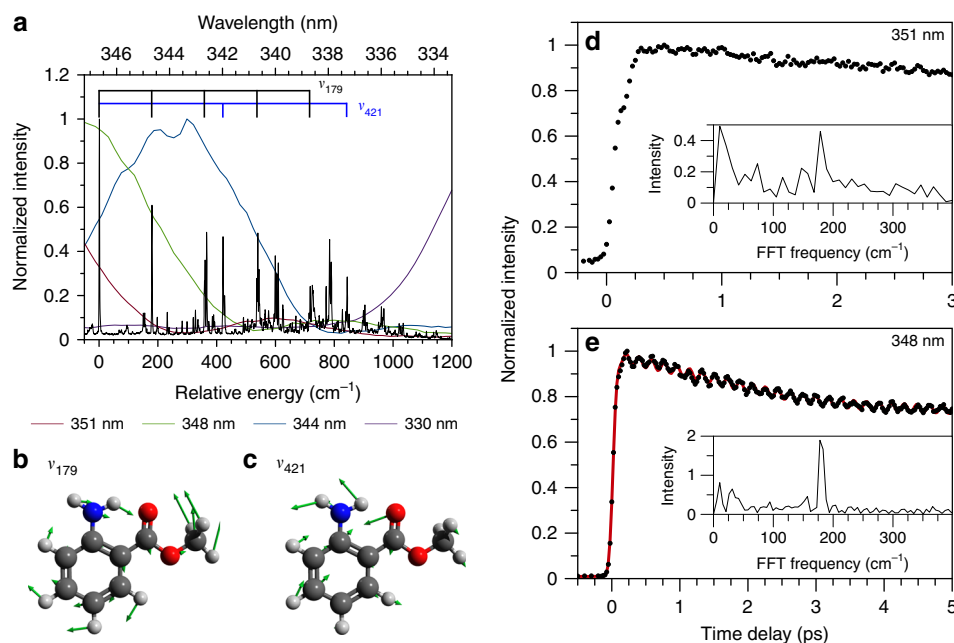 a
Wavelength (nm)
346 344 342 340 338 336 334
1.2
1
0.8
0.6
0.4
0.2
0
Normalized intensity
ν179
ν421
0 200 400 600 800 1000 1200
Relative energy (cm−1)
351 nm 348 nm 344 nm 330 nm
b ν179
c ν421
Normalized intensity
d 351 nm
1
0.8
0.6
0.4
0.2
0
0 1 2 3
Intensity
0.4
0.2
0
0 100 200 300
FFT frequency (cm−1)
e 348 nm
1
0.8
0.6
0.4
0.2
0
0 1 2 3 4 5
Time delay (ps)
Intensity
2
1
0
0 100 200 300
FFT frequency (cm−1)